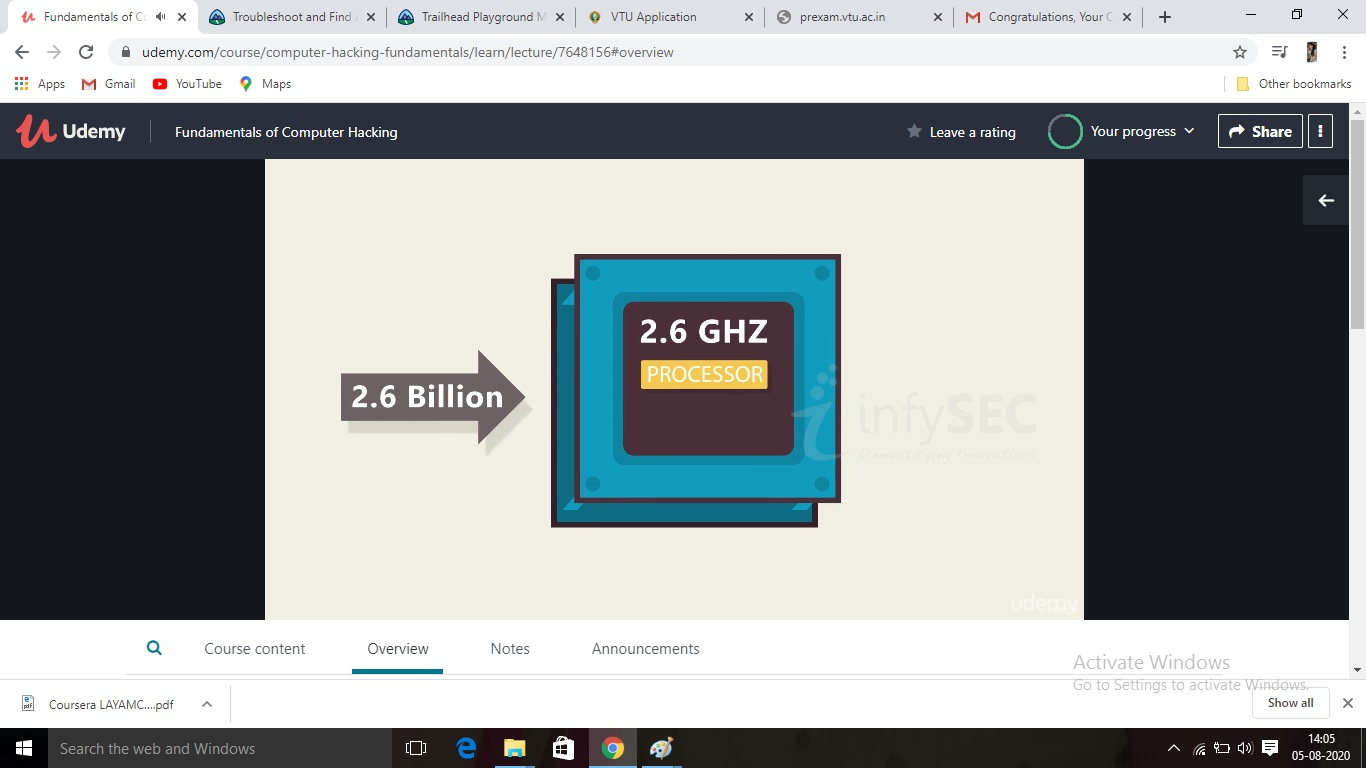 Fundamentals of Co
Troubleshoot and Find
Trailhead Playground M
VTU Application
prexam.vtu.ac.in
Congratulations, Your C
udemy.com/course/computer-hacking-fundamentals/learn/lecture/7648156#overview
Apps
Gmail
YouTube
Maps
Other bookmarks
Udemy
Fundamentals of Computer Hacking
Leave a rating
Your progress
Share
2.6 GHZ
PROCESSOR
2.6 Billion
infySEC
Demystifying Innovations
udemy
Course content
Overview
Notes
Announcements
Activate Windows
Go to Settings to activate Windows.
Coursera LAYAMC....pdf
Show all
Search the web and Windows
14:05
05-08-2020